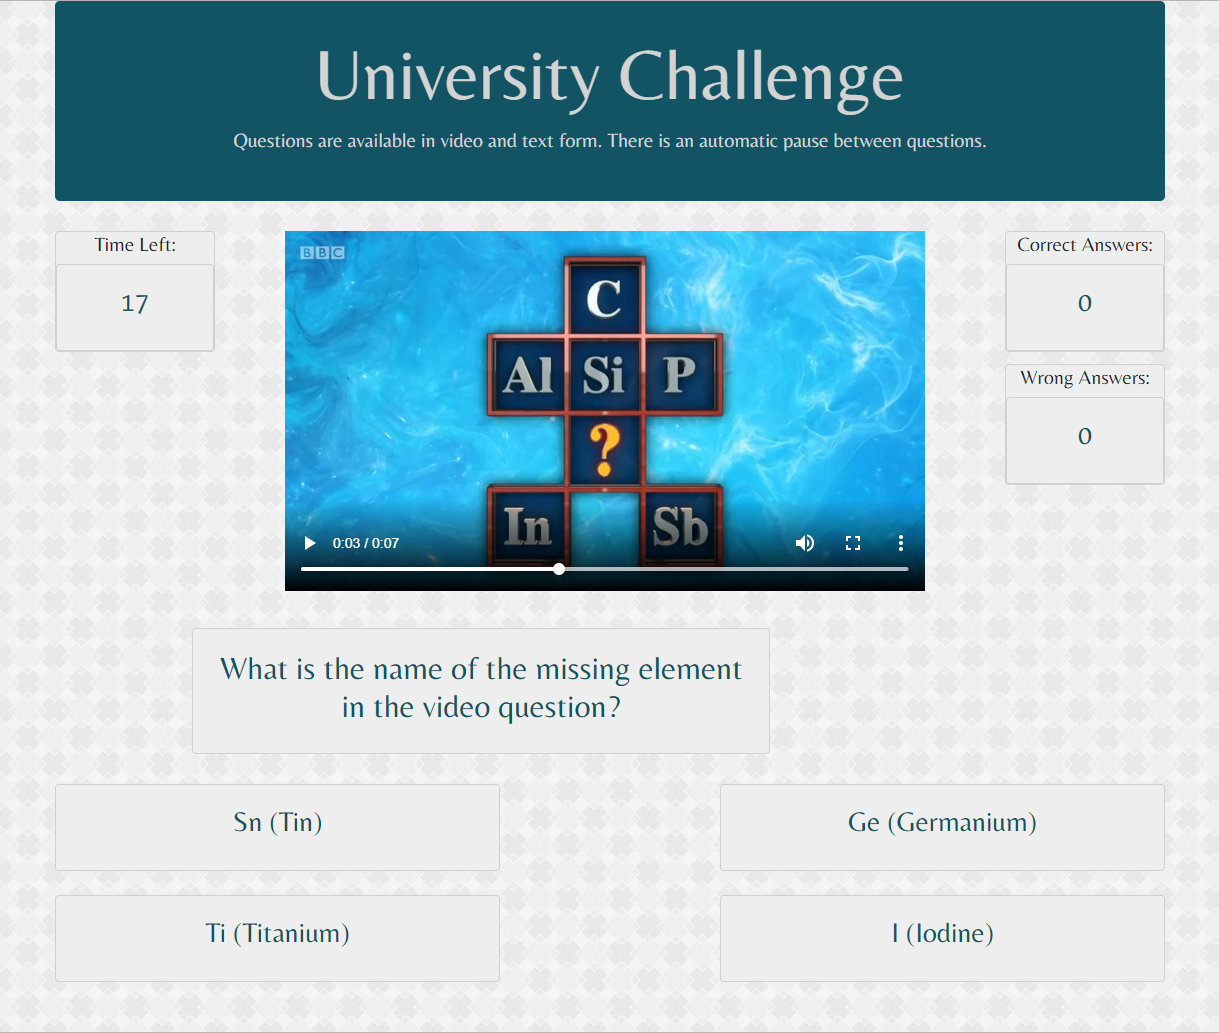 University Challenge
Questions are available in video and text form. There is an automatic pause between questions.
Time Left:
17
BBC
C
Al Si P
?
In Sb
0:03 / 0:07
Correct Answers:
0
Wrong Answers:
0
What is the name of the missing element
in the video question?
Sn (Tin)
Ge (Germanium)
Ti (Titanium)
I (Iodine)